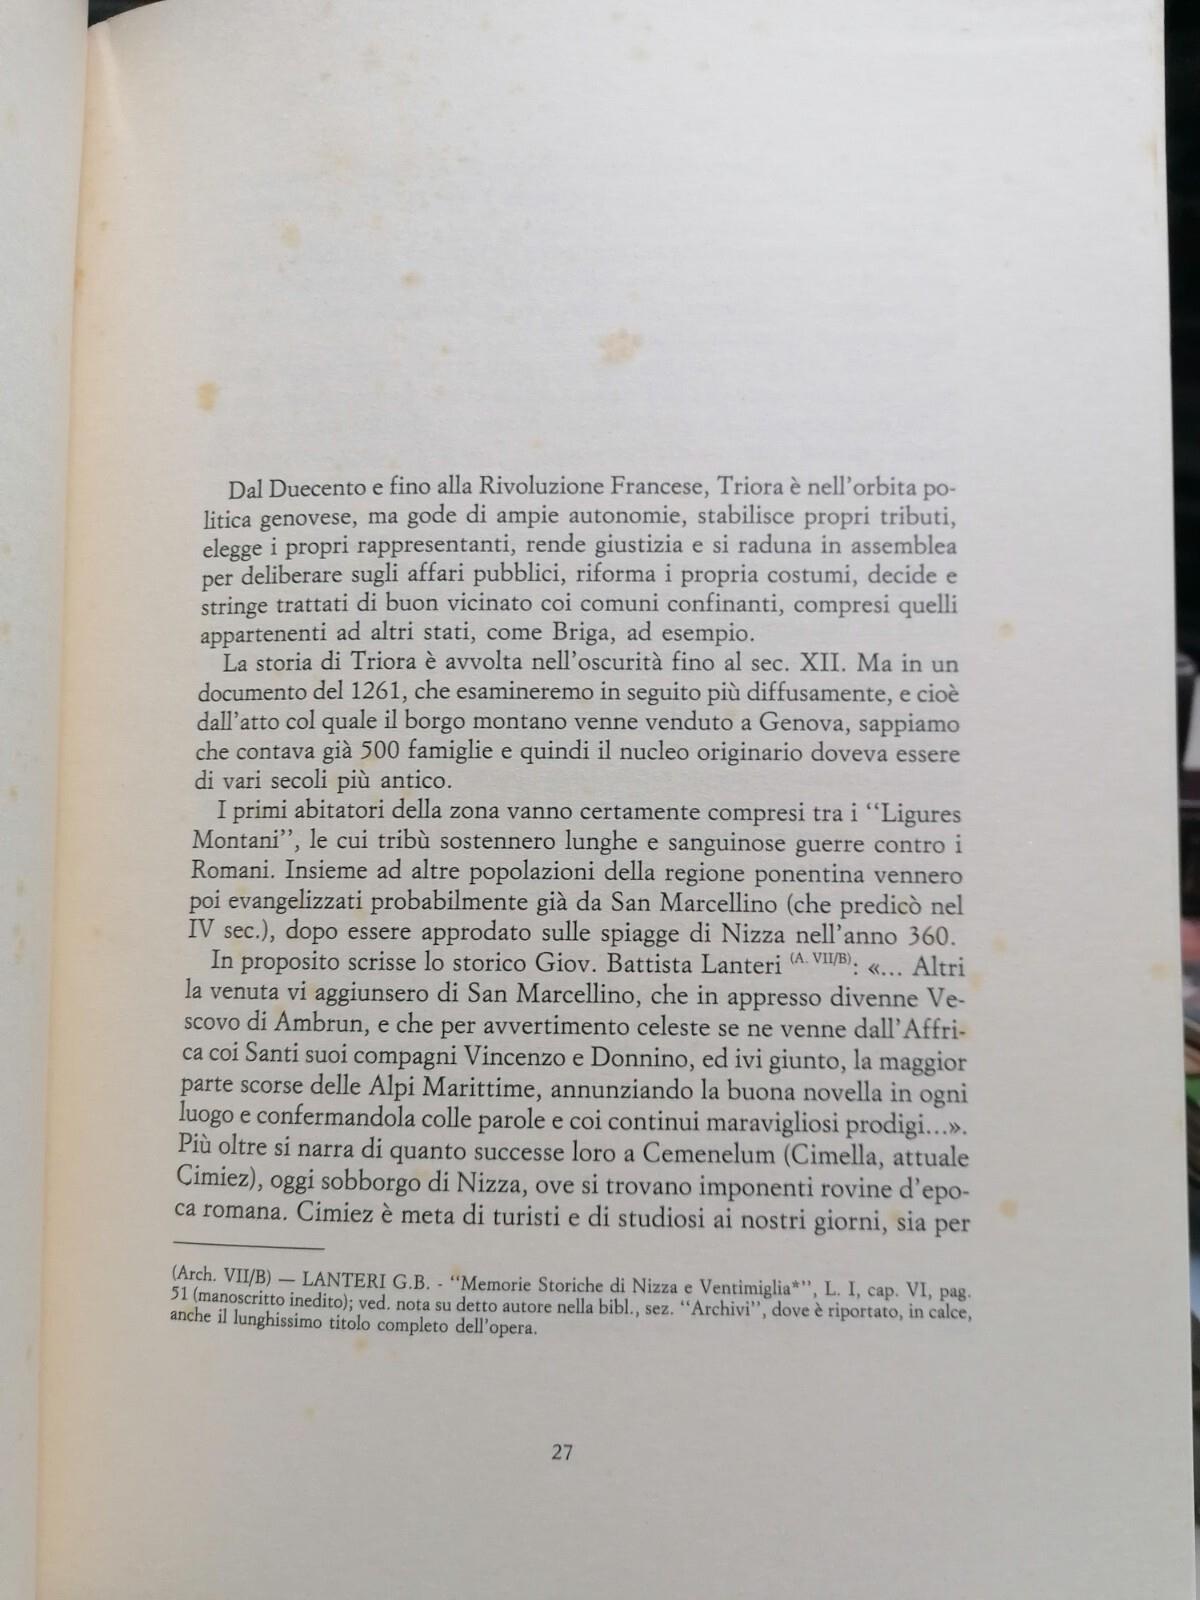 Dal Duecento e fino alla Rivoluzione Francese, Triora è nell'orbita po-
litica genovese, ma gode di ampie autonomie, stabilisce propri tributi,
elegge i propri rappresentanti, rende giustizia e si raduna in assemblea
per deliberare sugli affari pubblici, riforma i propria costumi, decide e
stringe trattati di buon vicinato coi comuni confinanti, compresi quelli
appartenenti ad altri stati, come Briga, ad esempio.
La storia di Triora è avvolta nell'oscurità fino al sec. XII. Ma in un
documento del 1261, che esamineremo in seguito più diffusamente, e cioè
dall'atto col quale il borgo montano venne venduto a Genova, sappiamo
che contava già 500 famiglie e quindi il nucleo originario doveva essere
di vari secoli più antico.
I primi abitatori della zona vanno certamente compresi tra i "Ligures
Montani", le cui tribù sostennero lunghe e sanguinose guerre contro i
Romani. Insieme ad altre popolazioni della regione ponentina vennero
poi evangelizzati probabilmente già da San Marcellino (che predicò nel
IV sec.), dopo essere approdato sulle spiagge di Nizza nell'anno 360.
In proposito scrisse lo storico Giov. Battista Lanteri (A. VII/B): «... Altri
la venuta vi aggiunsero di San Marcellino, che in appresso divenne Ve-
scovo di Ambrun, e che per avvertimento celeste se ne venne dall'Affri-
ca coi Santi suoi compagni Vincenzo e Donnino, ed ivi giunto, la maggior
parte scorse delle Alpi Marittime, annunziando la buona novella in ogni
luogo e confermandola colle parole e coi continui maravigliosi prodigi...».
Più oltre si narra di quanto successe loro a Cemenelum (Cimella, attuale
Cimiez), oggi sobborgo di Nizza, ove si trovano imponenti rovine d'epo-
ca romana. Cimiez è meta di turisti e di studiosi ai nostri giorni, sia per
(Arch. VII/B) — LANTERI G.B. - "Memorie Storiche di Nizza e Ventimiglia*", L. I, cap. VI, pag.
51 (manoscritto inedito); ved. nota su detto autore nella bibl., sez. "Archivi", dove è riportato, in calce,
anche il lunghissimo titolo completo dell'opera.
27